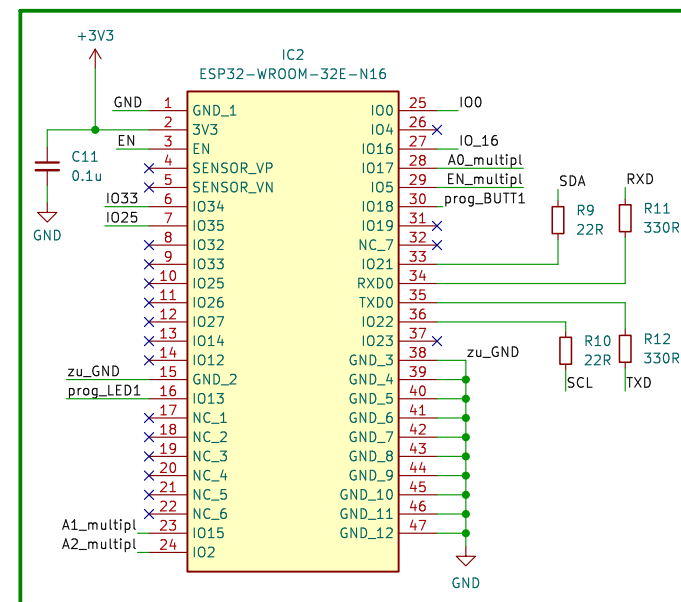 +3V3
IC2
ESP32-WROOM-32E-N16
GND 1 GND_1
2 3V3
EN 3 EN
4 SENSOR_VP
5 SENSOR_VN
IO33 6 IO34
IO25 7 IO35
8 IO32
9 IO33
10 IO25
11 IO26
12 IO27
13 IO14
14 IO12
zu_GND 15 GND_2
prog_LED1 16 IO13
17 NC_1
18 NC_2
19 NC_3
20 NC_4
21 NC_5
22 NC_6
A1_multipl 23 IO15
A2_multipl 24 IO2
C11
0.1u
GND
IO0 25 IO0
IO4 26
IO16 27 IO_16
IO17 28 A0_multipl
IO5 29 EN_multipl
IO18 30 prog_BUTT1
IO19 31
NC_7 32
IO21 33
RXD0 34
TXD0 35
IO22 36
IO23 37
GND_3 38 zu_GND
GND_4 39
GND_5 40
GND_6 41
GND_7 42
GND_8 43
GND_9 44
GND_10 45
GND_11 46
GND_12 47
GND
SDA
R9
22R
RXD
R11
330R
R10
22R
SCL
R12
330R
TXD